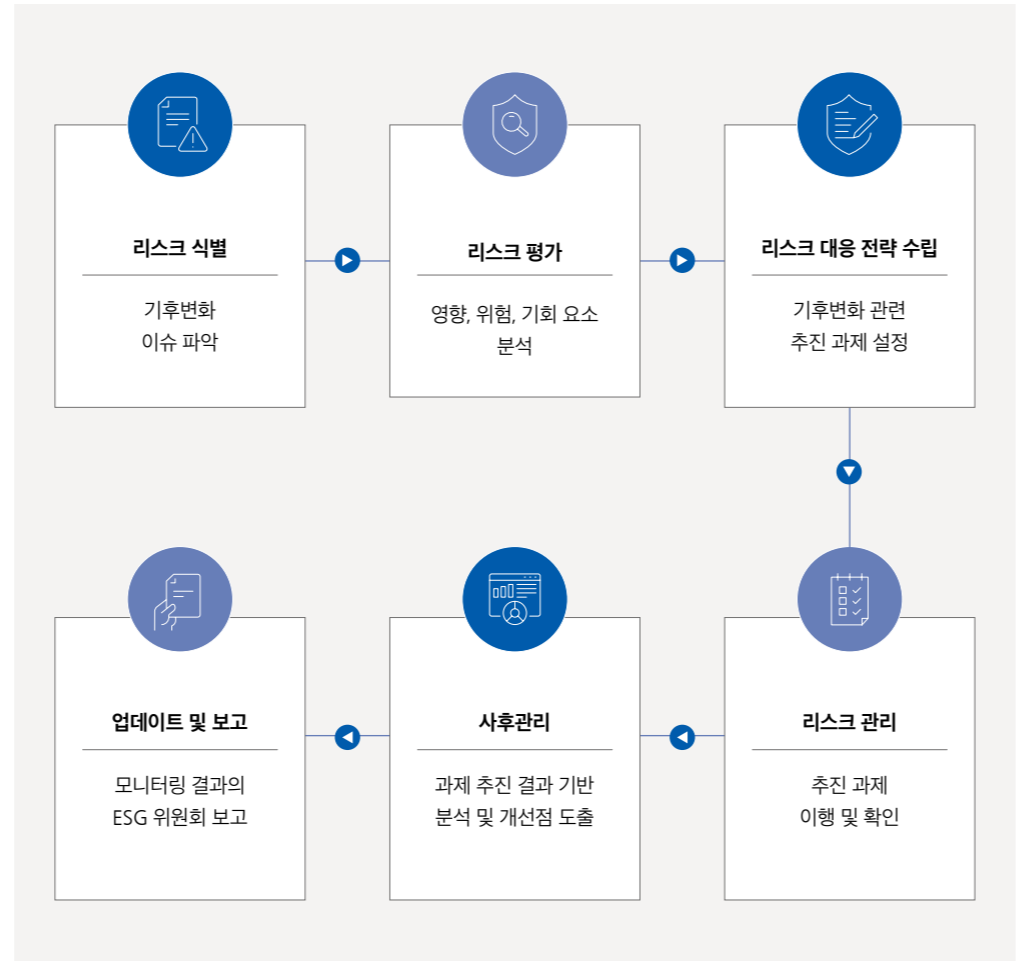 리스크 식별
기후변화
이슈 파악
리스크 평가
영향, 위험, 기회 요소
분석
리스크 대응 전략 수립
기후변화 관련
추진 과제 설정
리스크 관리
추진 과제
이행 및 확인
사후관리
과제 추진 결과 기반
분석 및 개선점 도출
업데이트 및 보고
모니터링 결과의
ESG 위원회 보고